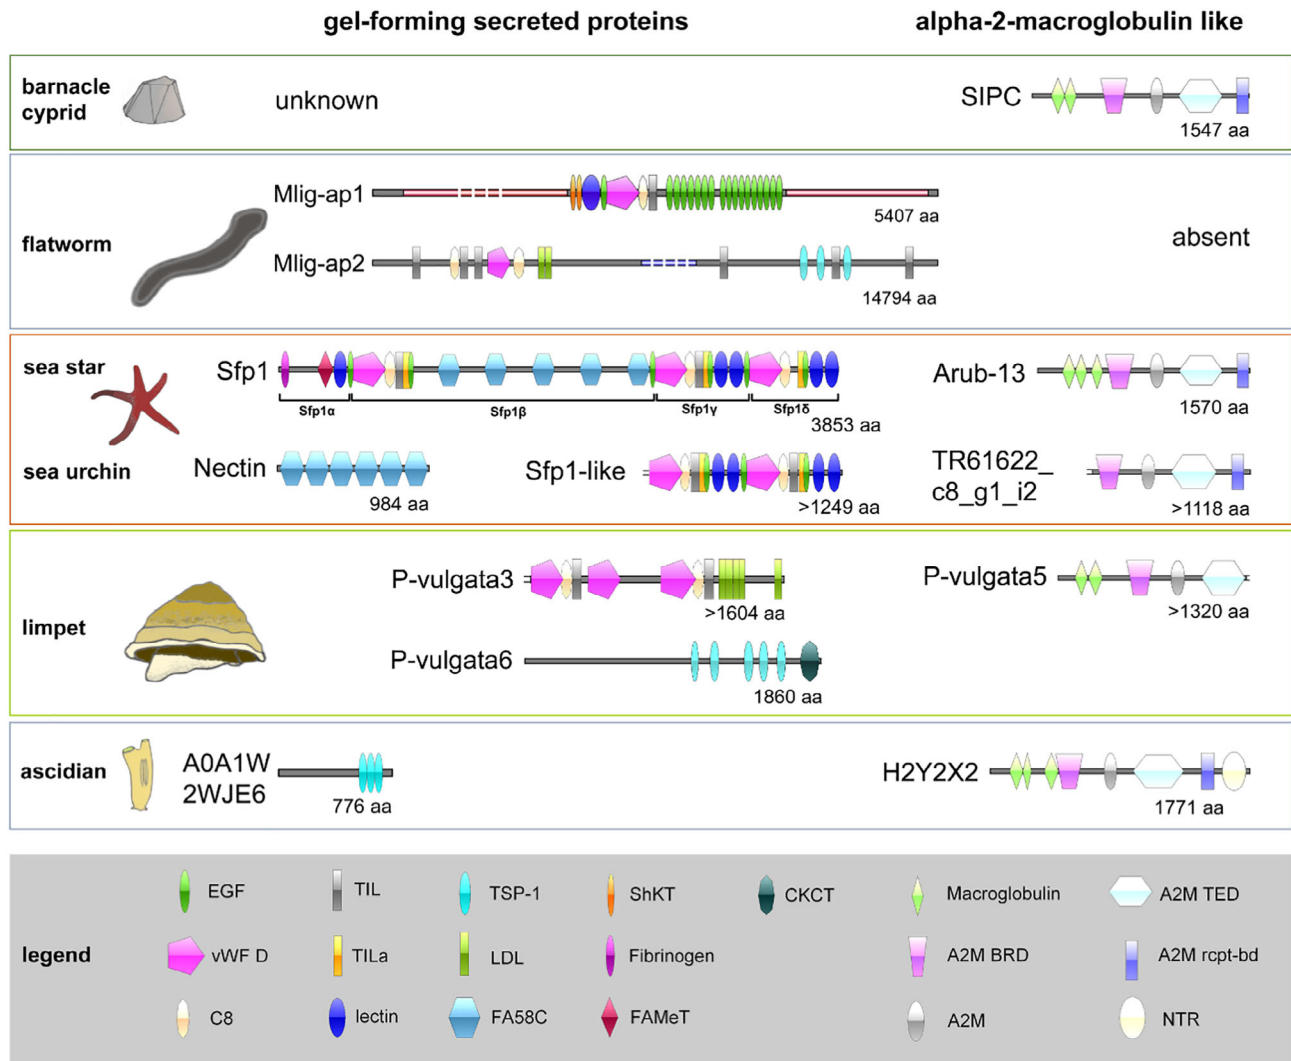 gel-forming secreted proteins
alpha-2-macroglobulin like
barnacle
cyprid
unknown
SIPC
1547 aa
flatworm
Mlig-ap1
5407 aa
Mlig-ap2
14794 aa
absent
sea star
Sfp1
Sfp1α
Sfp1β
Sfp1γ
Sfp1δ
3853 aa
Arub-13
1570 aa
sea urchin
Nectin
984 aa
Sfp1-like
>1249 aa
TR61622_
c8_g1_i2
>1118 aa
limpet
P-vulgata3
>1604 aa
P-vulgata5
>1320 aa
P-vulgata6
1860 aa
ascidian
A0A1W
2WJE6
776 aa
H2Y2X2
1771 aa
legend
EGF
TIL
TSP-1
ShKT
CKCT
Macroglobulin
A2M TED
vWF D
TILa
LDL
Fibrinogen
A2M BRD
A2M rcpt-bd
C8
lectin
FA58C
FAMeT
A2M
NTR